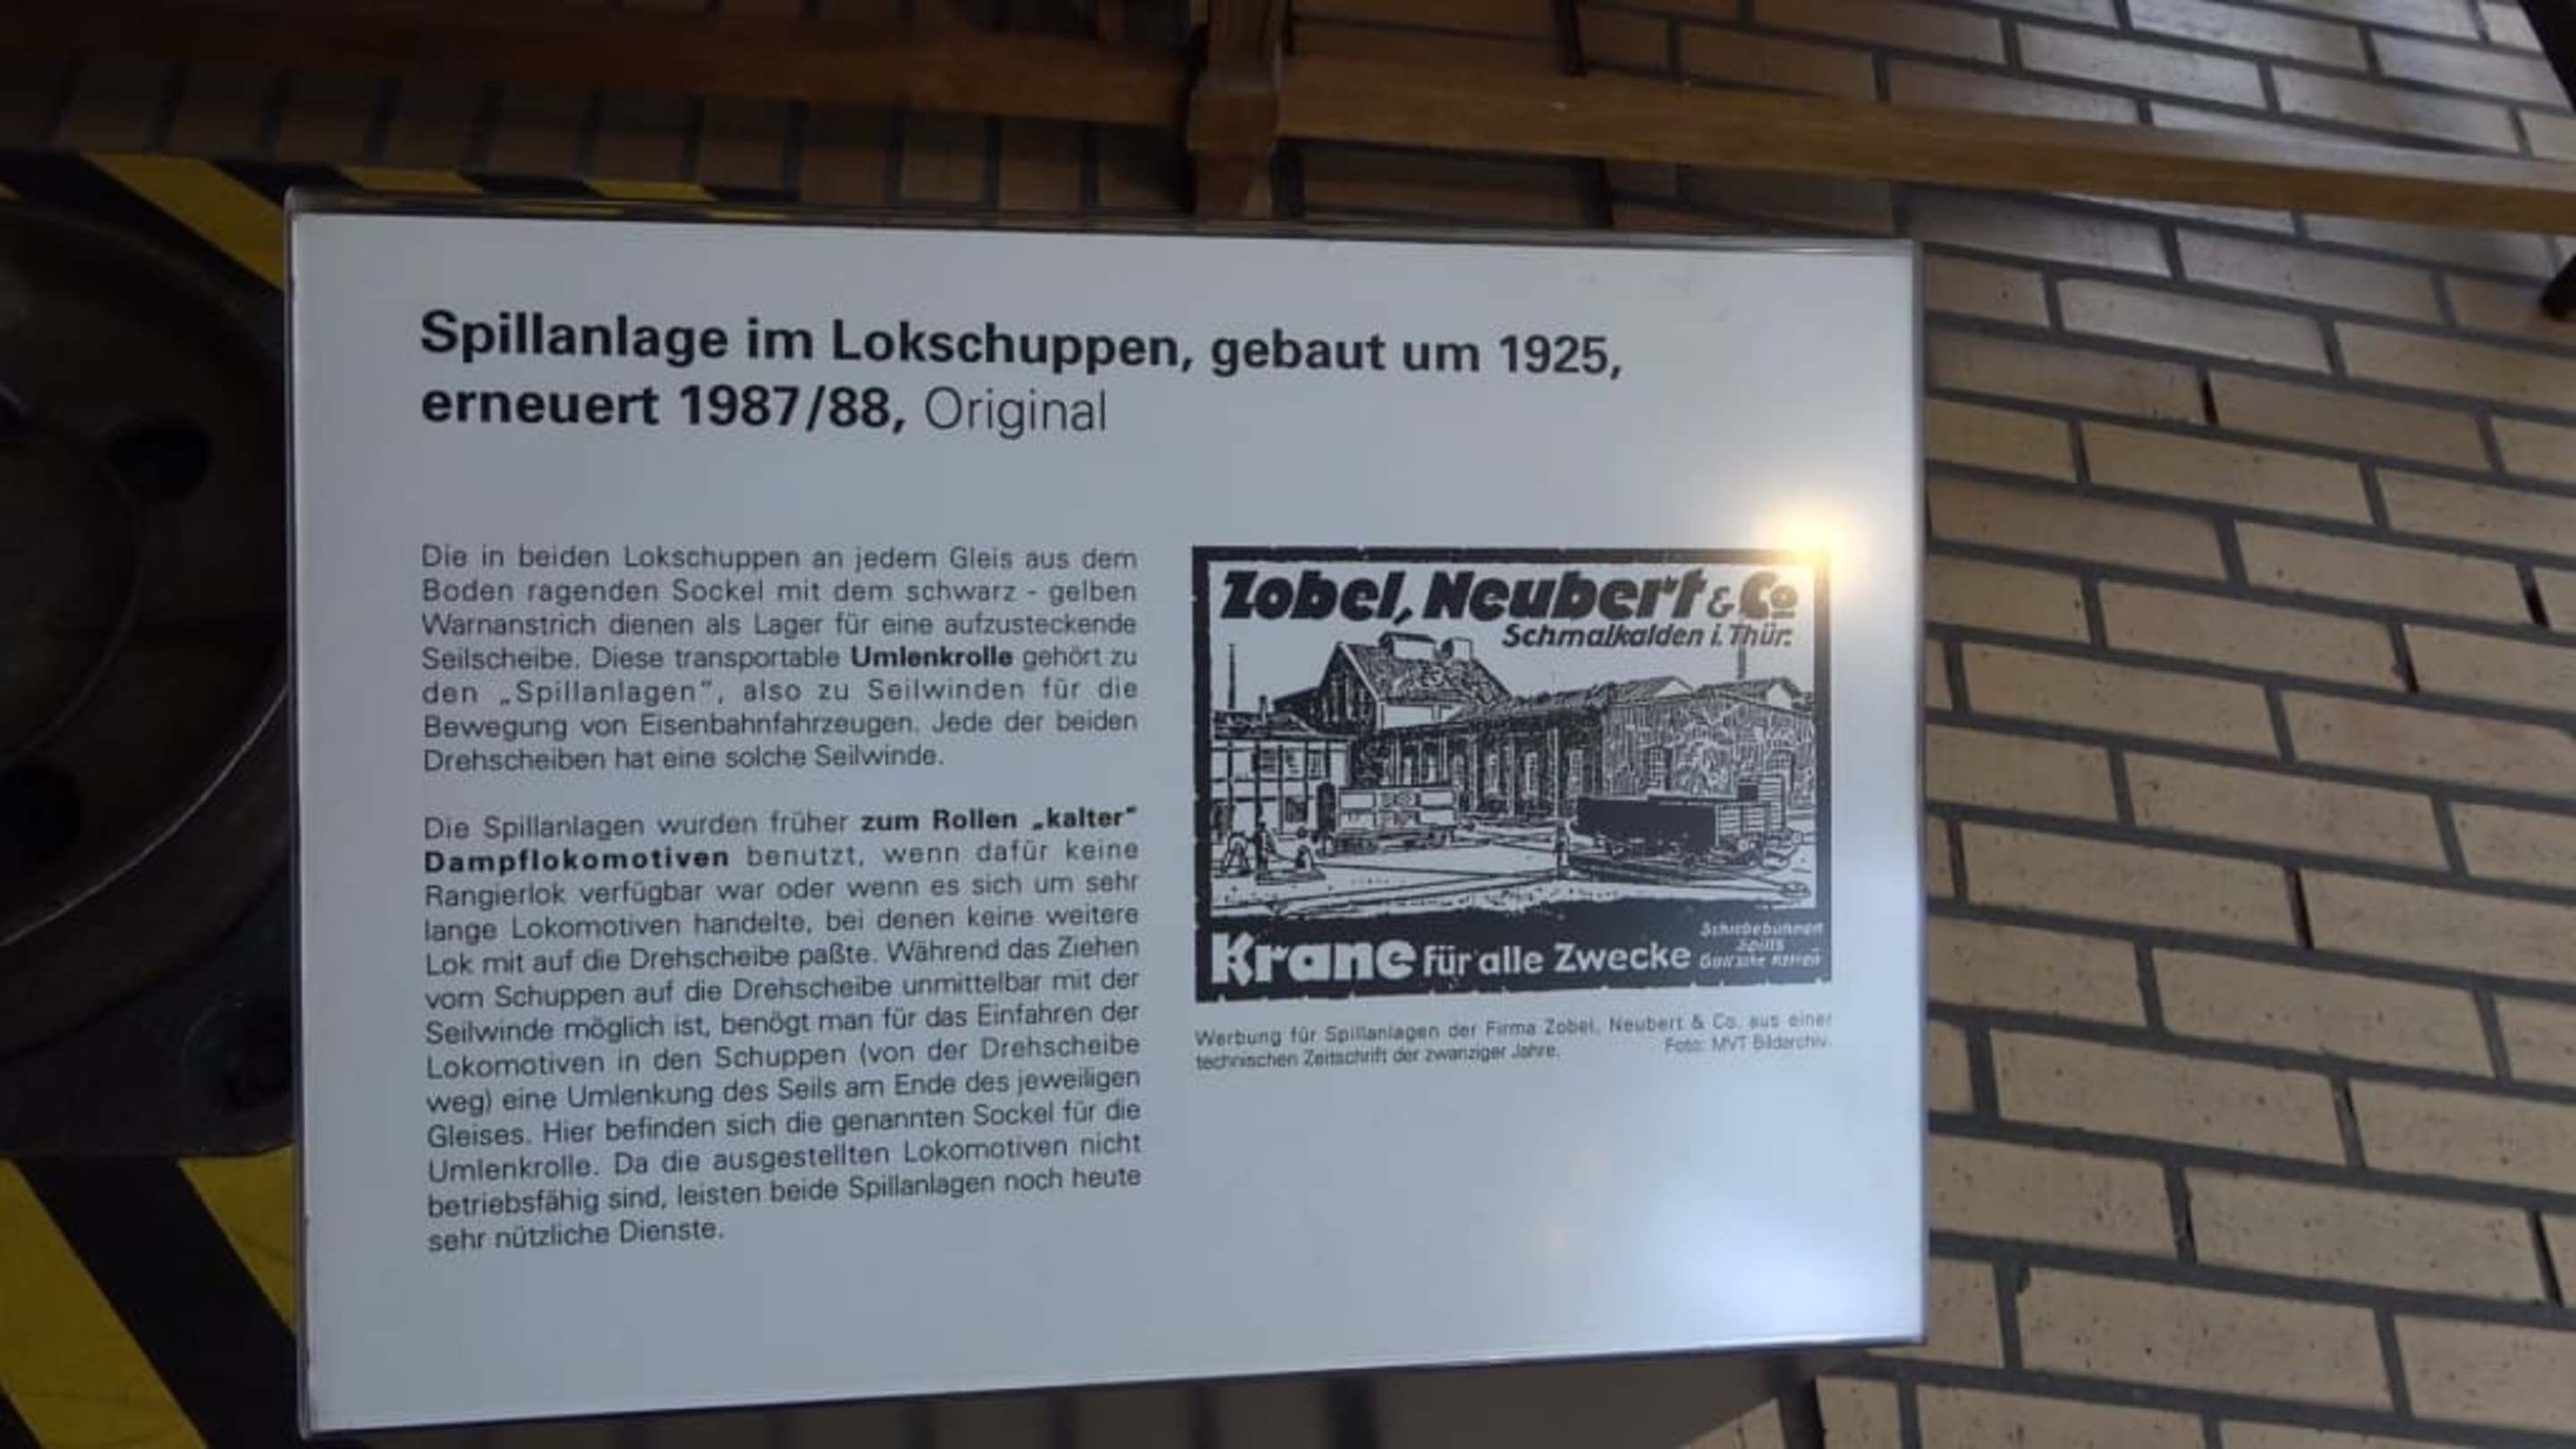 Spillanlage im Lokschuppen, gebaut um 1925,
erneuert 1987/88, Original
Die in beiden Lokschuppen an jedem Gleis aus dem
Boden ragenden Sockel mit dem schwarz - gelben
Warnanstrich dienen als Lager für eine aufzusteckende
Seilscheibe. Diese transportable Umlenkrolle gehört zu
den „Spillanlagen", also zu Seilwinden für die
Bewegung von Eisenbahnfahrzeugen. Jede der beiden
Drehscheiben hat eine solche Seilwinde.
Die Spillanlagen wurden früher zum Rollen „kalter"
Dampflokomotiven benutzt, wenn dafür keine
Rangierlok verfügbar war oder wenn es sich um sehr
lange Lokomotiven handelte, bei denen keine weitere
Lok mit auf die Drehscheibe paßte. Während das Ziehen
vom Schuppen auf die Drehscheibe unmittelbar mit der
Seilwinde möglich ist, benögt man für das Einfahren der
Lokomotiven in den Schuppen (von der Drehscheibe
weg) eine Umlenkung des Seils am Ende des jeweiligen
Gleises. Hier befinden sich die genannten Sockel für die
Umlenkrolle. Da die ausgestellten Lokomotiven nicht
betriebsfähig sind, leisten beide Spillanlagen noch heute
sehr nützliche Dienste.
Zobel, Neubert & Co
Schmalkalden i. Thür.
Krane für alle Zwecke
Schiebebühnen
Spills
Werbung für Spillanlagen der Firma Zobel, Neubert & Co. aus einer
technischen Zeitschrift der zwanziger Jahre. Foto: MVT Bildarchiv.